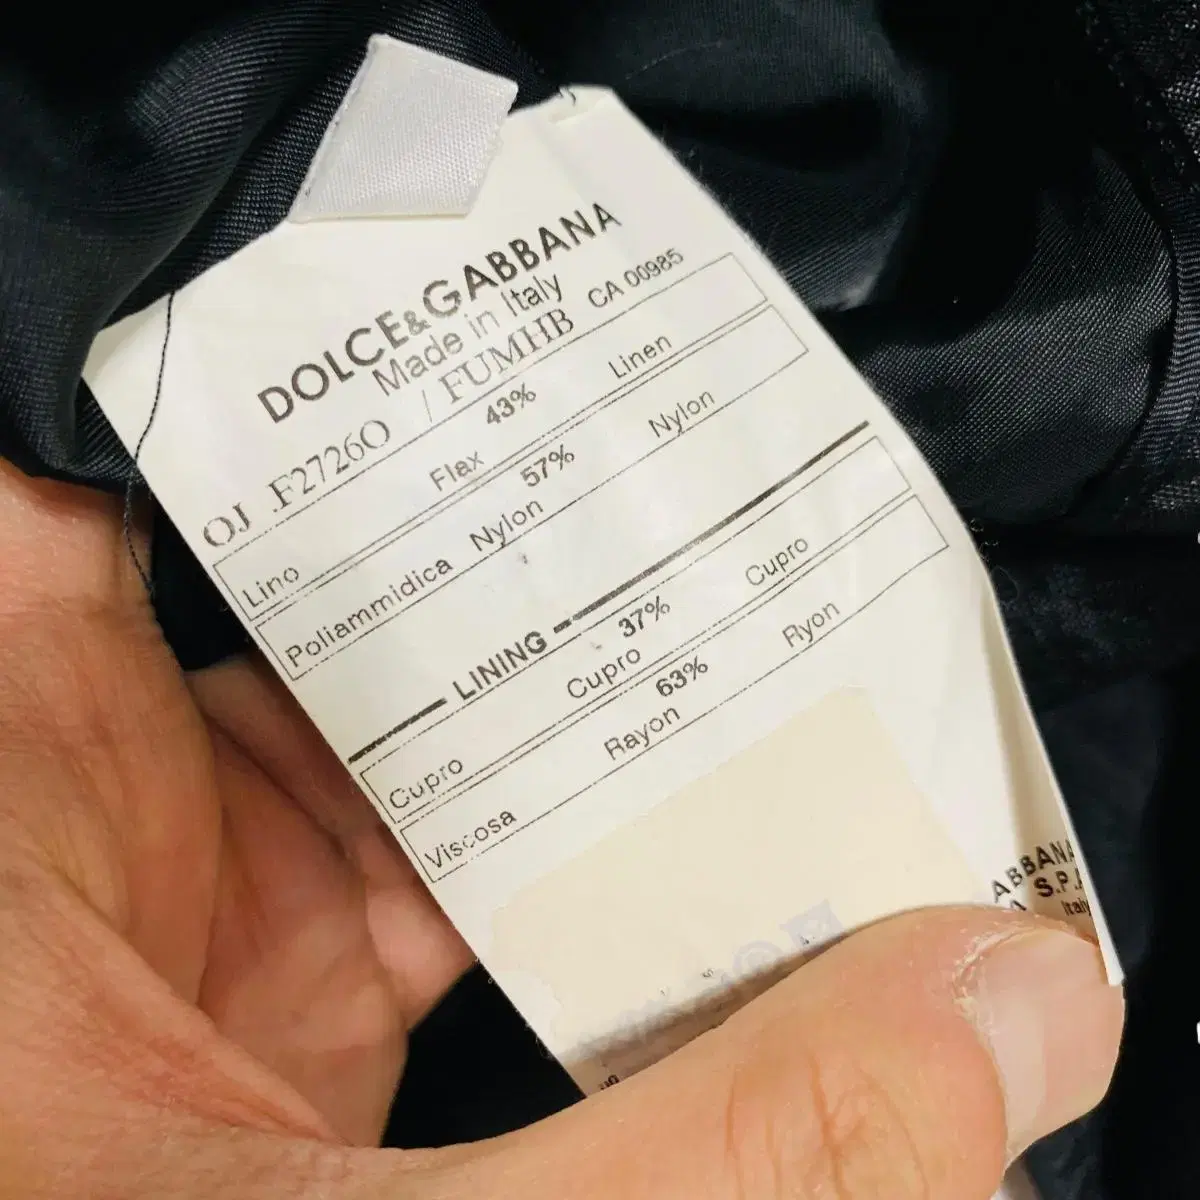 DOLCE&GABBANA
Made in Italy
OJ .F2726O / FUMHB CA 00985
Lino Flax 43% Linen
Poliammidica Nylon 57% Nylon
LINING
Cupro Cupro 37% Cupro
Viscosa Rayon 63% Ryon
ABBANA
S.P.A
Italy